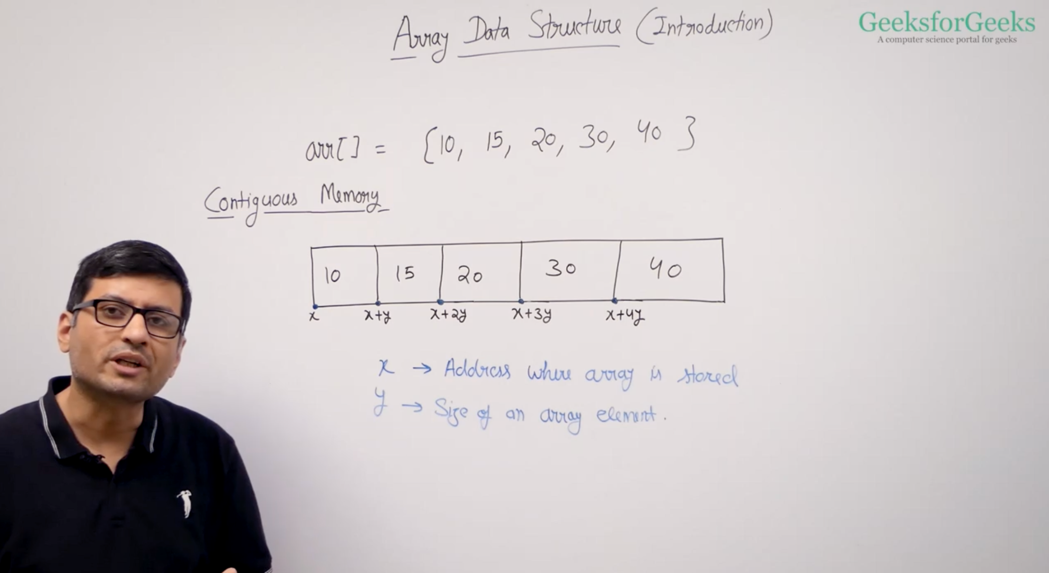 Array Data Structure (Introduction)
GeeksforGeeks
A computer science portal for geeks
arr[] = {10, 15, 20, 30, 40 }
Contiguous Memory
10 15 20 30 40
x x+y x+2y x+3y x+4y
x → Address where array is stored
y → Size of an array element.